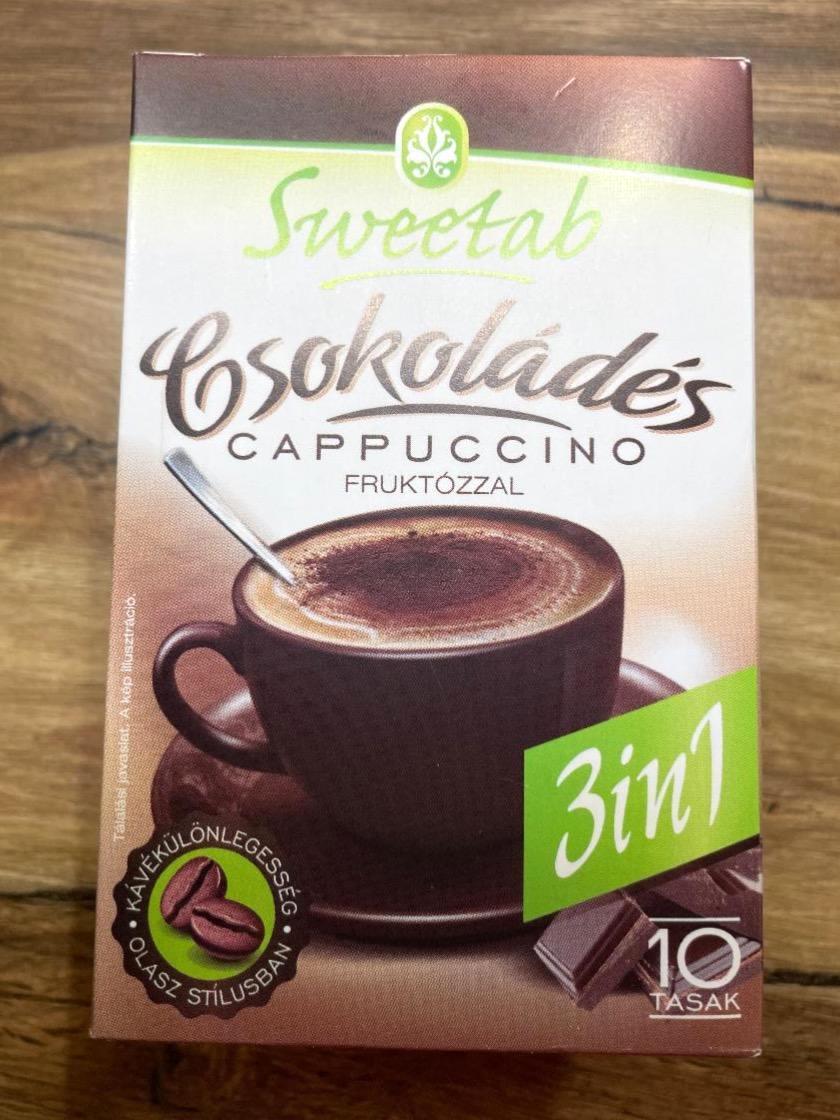 Sweetab
Csokoládés
CAPPUCCINO
FRUKTÓZZAL
Tálalási javaslat. A kép illusztráció.
3in1
KÁVÉKÜLÖNLEGESSÉG
OLASZ STÍLUSBAN
10
TASAK